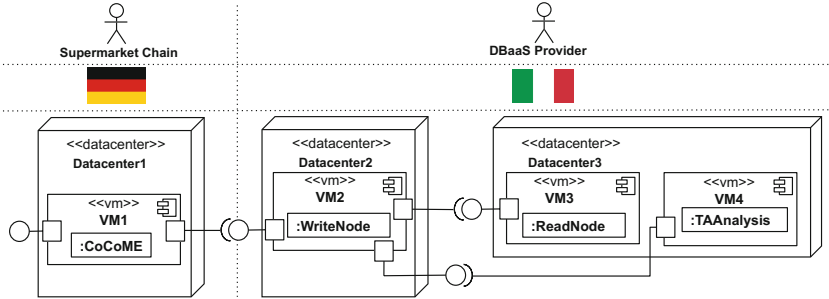 Supermarket Chain
DBaaS Provider
<<datacenter>>
Datacenter1
<<vm>>
VM1
:CoCoME
<<datacenter>>
Datacenter2
<<vm>>
VM2
:WriteNode
<<datacenter>>
Datacenter3
<<vm>>
VM3
:ReadNode
<<vm>>
VM4
:TAAnalysis